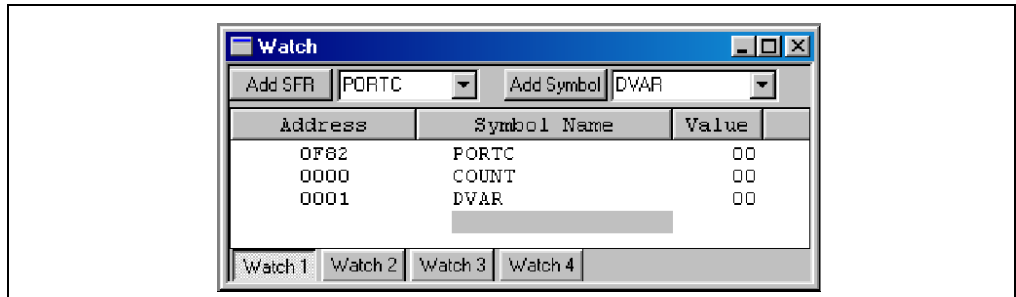 Watch
Add SFR PORTC Add Symbol DVAR
Address Symbol Name Value
0F82 PORTC 00
0000 COUNT 00
0001 DVAR 00
Watch 1 Watch 2 Watch 3 Watch 4